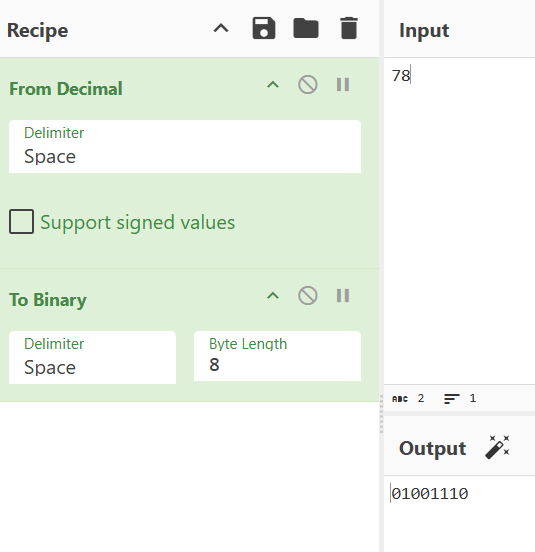 Recipe
From Decimal
Delimiter
Space
Support signed values
To Binary
Delimiter
Space
Byte Length
8
Input
78
ABC 2 1
Output
01001110